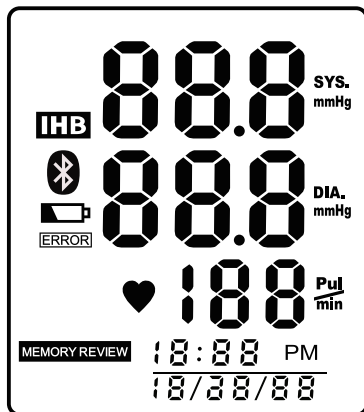 88.8 SYS.
mmHg
IHB
88.8 DIA.
mmHg
ERROR
188 Pul
min
MEMORY REVIEW 18:88 PM
18/38/88